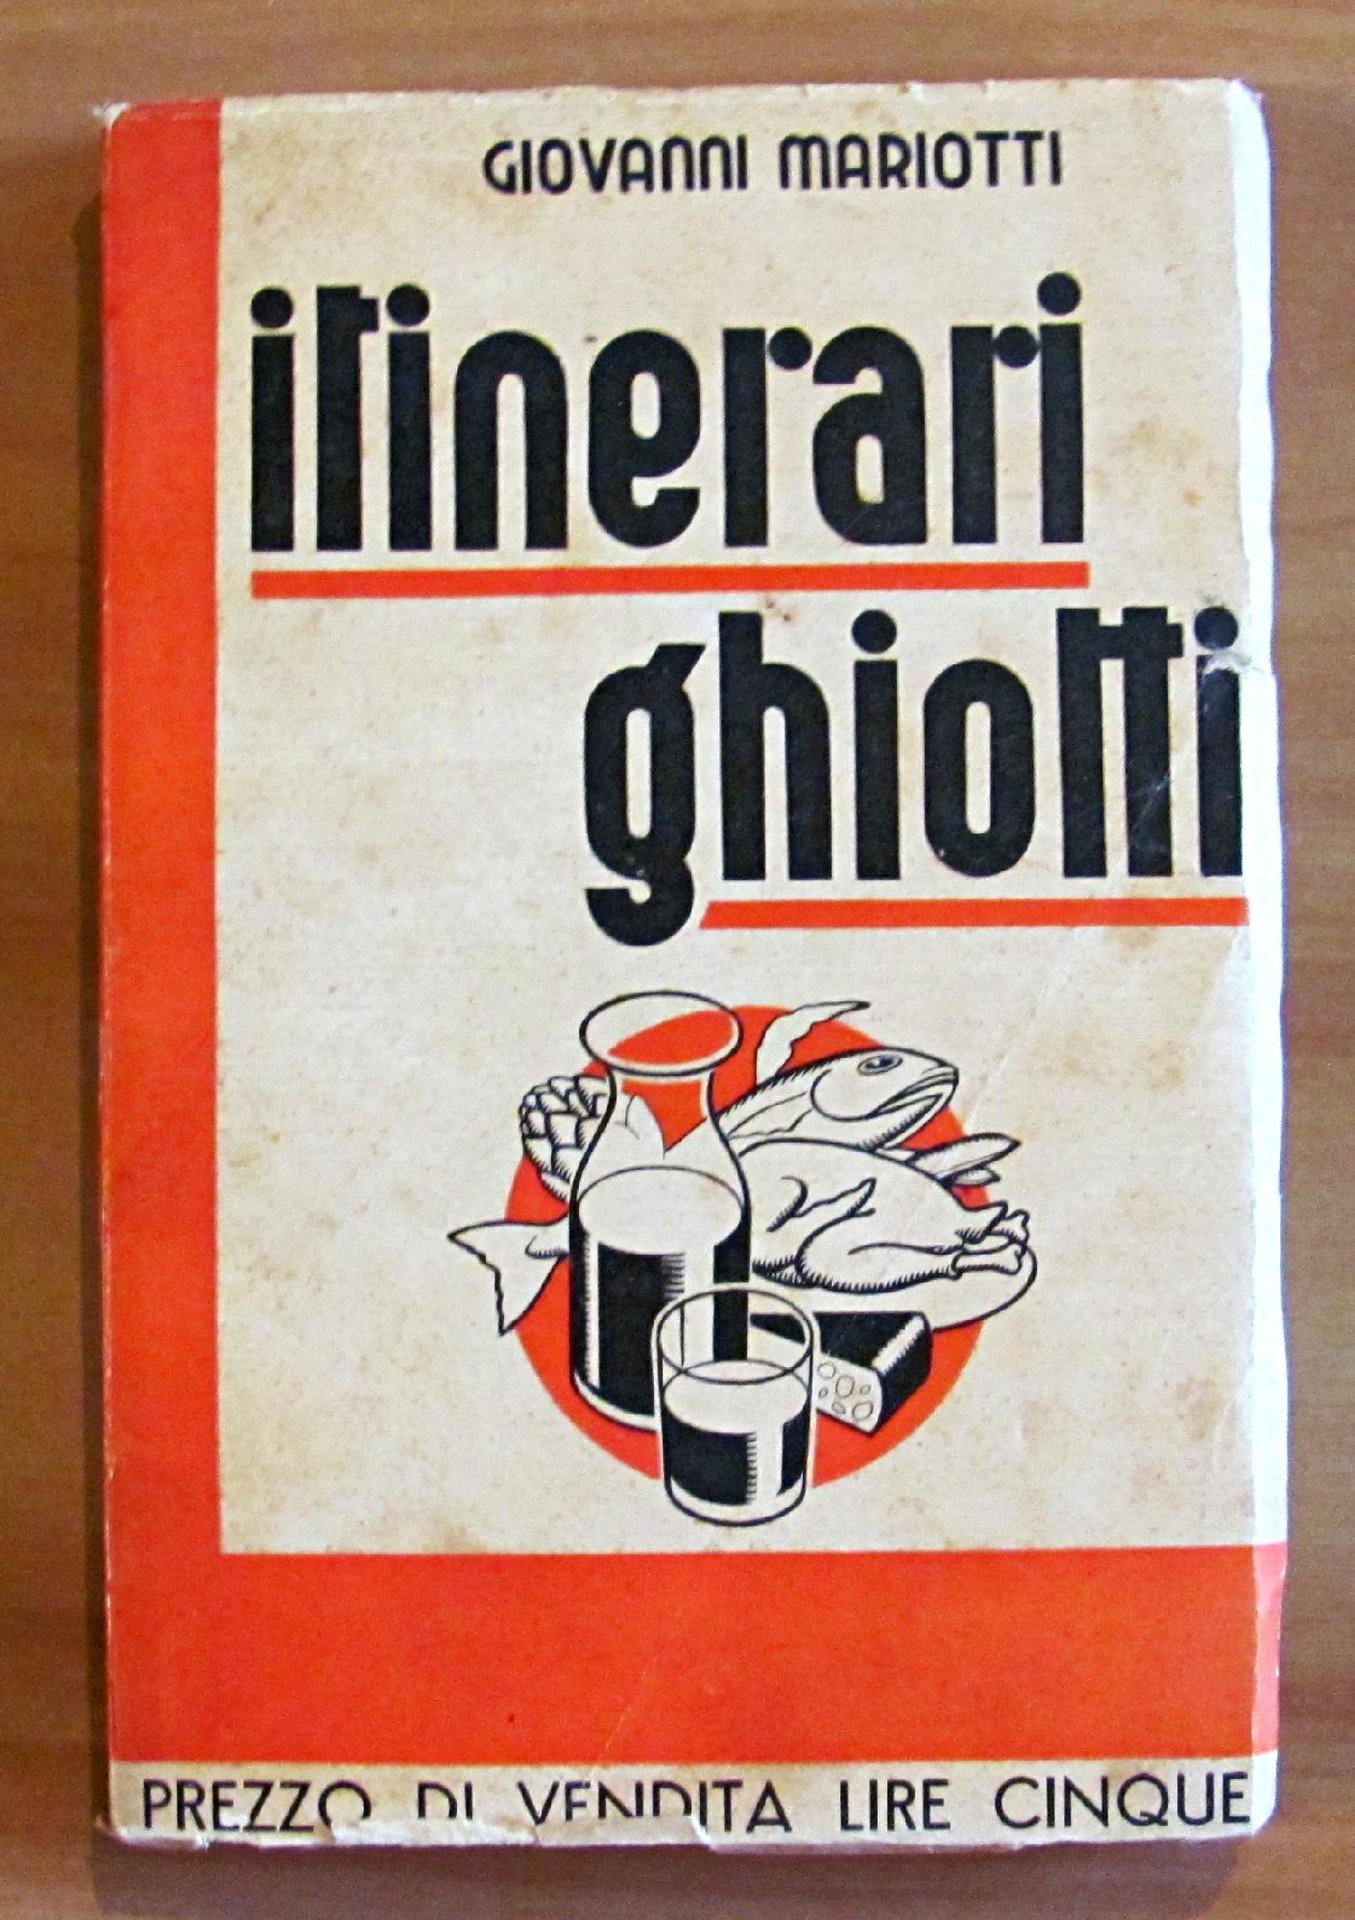 GIOVANNI MARIOTTI
itinerari
ghiotti
PREZZO DI VENDITA LIRE CINQUE